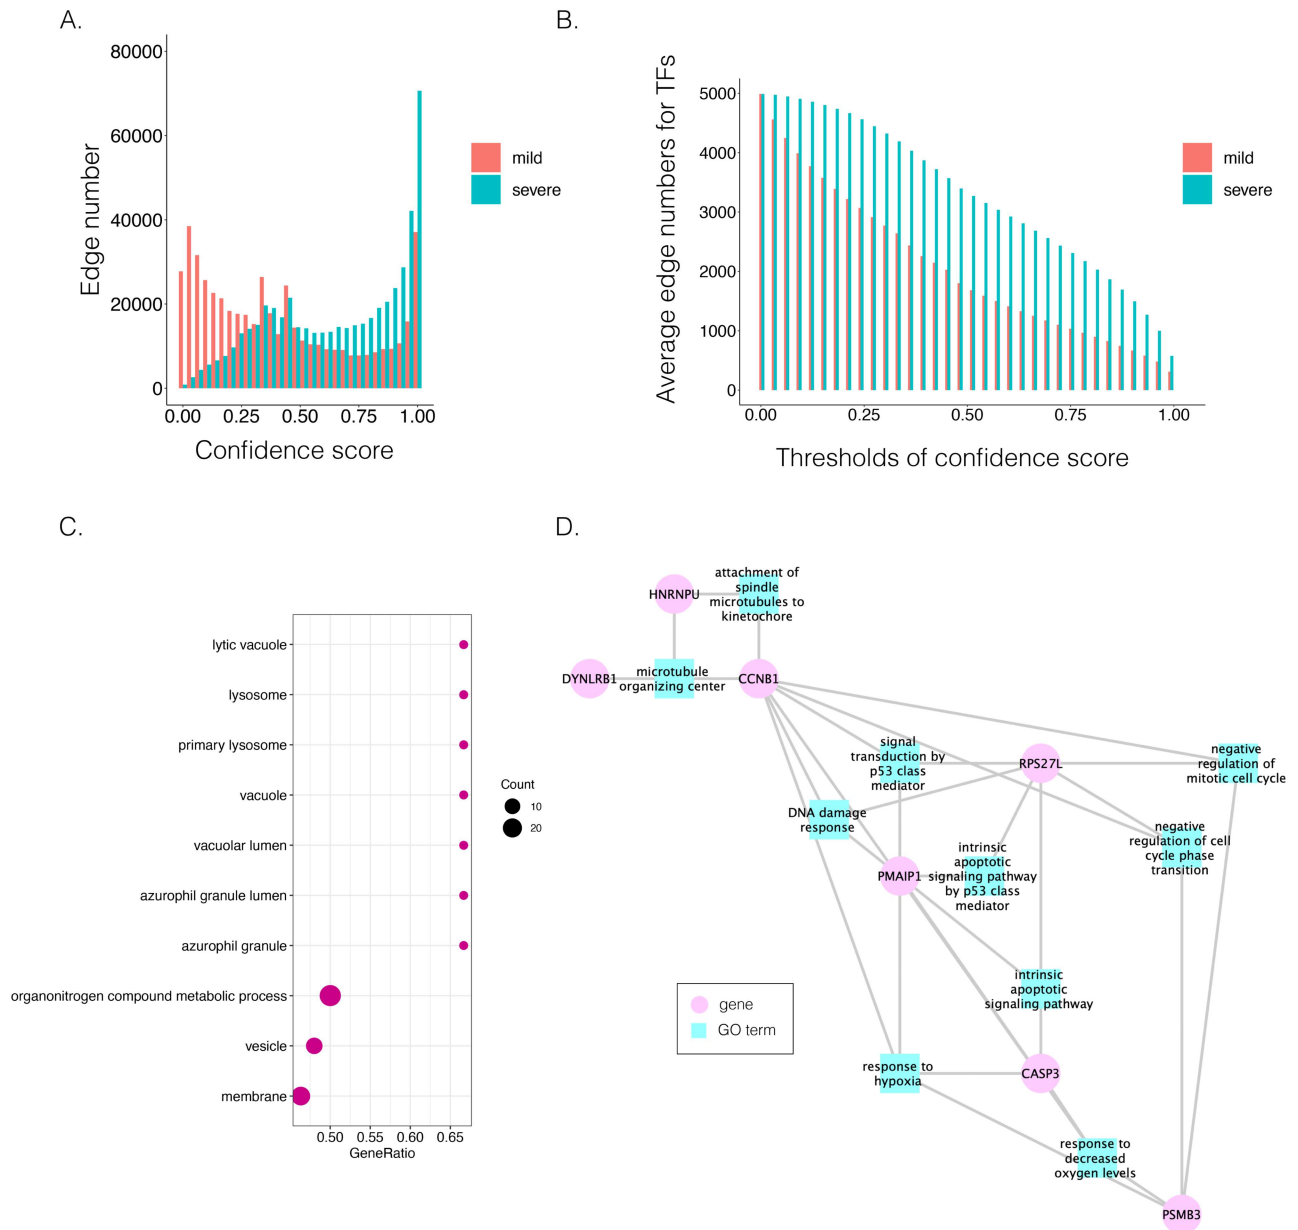 A.
80000
60000
40000
20000
0
Edge number
0.00
0.25
0.50
0.75
1.00
Confidence score
mild
severe
B.
5000
4000
3000
2000
1000
0
Average edge numbers for TFs
0.00
0.25
0.50
0.75
1.00
Thresholds of confidence score
mild
severe
C.
lytic vacuole
lysosome
primary lysosome
vacuole
vacuolar lumen
azurophil granule lumen
azurophil granule
organonitrogen compound metabolic process
vesicle
membrane
0.50
0.55
0.60
0.65
GeneRatio
Count
10
20
D.
HNRNPU
attachment of
spindle
microtubules to
kinetochore
DYNLRB1
microtubule
organizing center
CCNB1
signal
transduction by
p53 class
mediator
RPS27L
negative
regulation of
mitotic cell cycle
DNA damage
response
negative
regulation of cell
cycle phase
transition
PMAIP1
intrinsic
apoptotic
signaling pathway
by p53 class
mediator
intrinsic
apoptotic
signaling pathway
gene
GO term
response to
hypoxia
CASP3
response to
decreased
oxygen levels
PSMB3